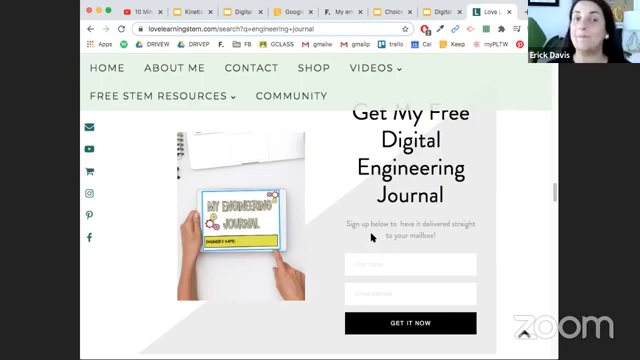 10 Min
Kinetic
Digital
Google
My em
Choice
Digital
Love L
lovelearningstem.com/search?q=engineering+journal
Apps
YouTube
DRIVEW
DRIVEP
GCLASS
gmailw
gmailp
trello
Cal
Keep
myPLTW
Erick Davis
HOME ABOUT ME CONTACT SHOP VIDEOS
FREE STEM RESOURCES COMMUNITY
Get My Free
Digital
Engineering
Journal
MY ENGINEERING
JOURNAL
ENGINEER'S NAME:
Sign up below to have it delivered straight
to your mailbox!
First name
Email address
GET IT NOW
zoom